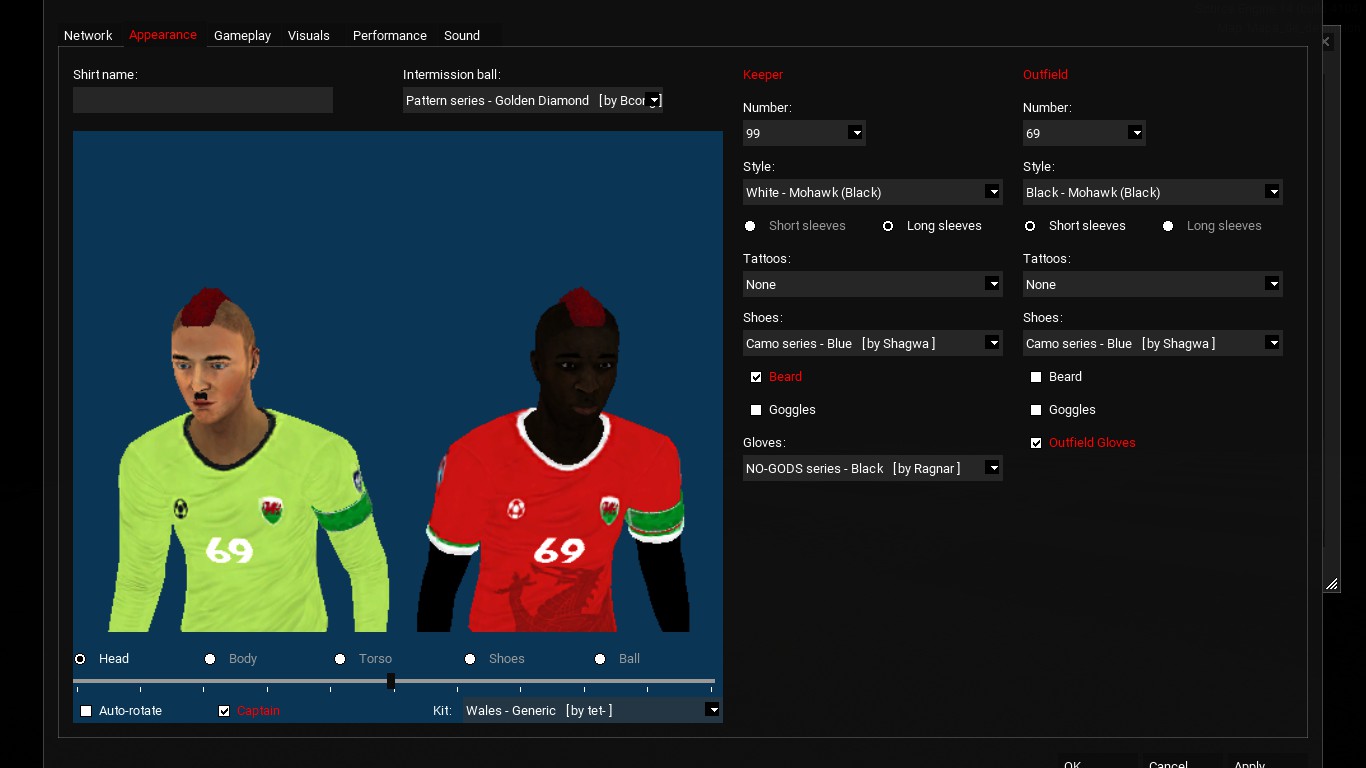 Network Appearance Gameplay Visuals Performance Sound
Shirt name:
Intermission ball:
Pattern series - Golden Diamond [by Bcor ]
Keeper
Number:
99
Style:
White - Mohawk (Black)
Short sleeves Long sleeves
Tattoos:
None
Shoes:
Camo series - Blue [by Shagwa ]
Beard
Goggles
Gloves:
NO-GODS series - Black [by Ragnar ]
Outfield
Number:
69
Style:
Black - Mohawk (Black)
Short sleeves Long sleeves
Tattoos:
None
Shoes:
Camo series - Blue [by Shagwa ]
Beard
Goggles
Outfield Gloves
69
69
Head Body Torso Shoes Ball
Auto-rotate Captain Kit: Wales - Generic [by tet- ]
OK Cancel Apply